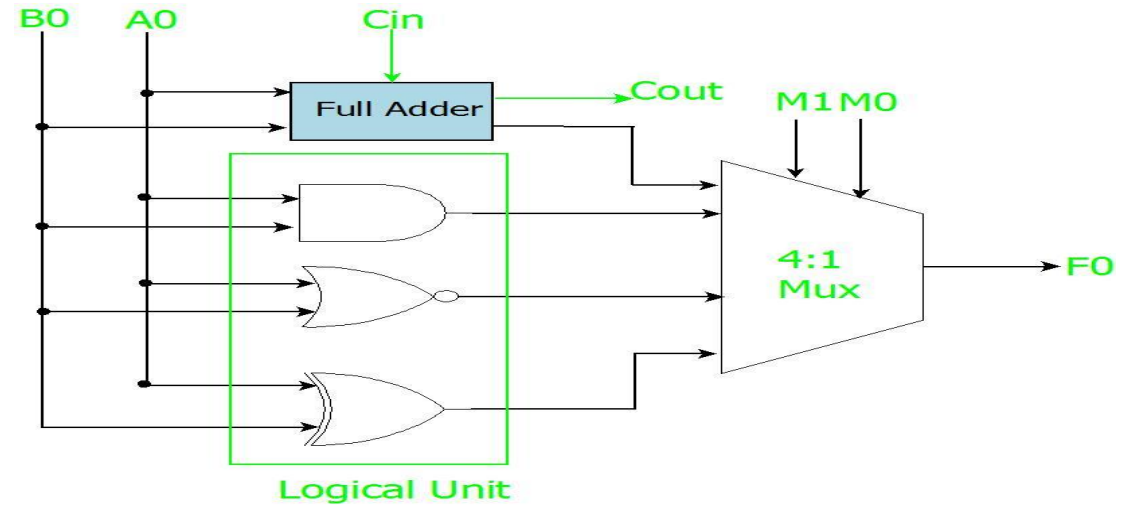 B0 A0 Cin
Full Adder
Cout
M1 M0
4:1
Mux
F0
Logical Unit